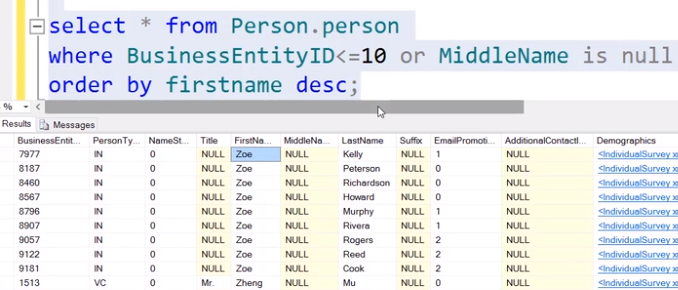 select * from Person.person
where BusinessEntityID<=10 or MiddleName is null
order by firstname desc;
%
Results Messages
BusinessEntit... PersonTy... NameSt... Title FirstNa... MiddleNa... LastName Suffix EmailPromoti... AdditionalContactI... Demographics
7977 IN 0 NULL Zoe NULL Kelly NULL 1 NULL <IndividualSurvey x
8187 IN 0 NULL Zoe NULL Peterson NULL 0 NULL <IndividualSurvey x
8460 IN 0 NULL Zoe NULL Richardson NULL 0 NULL <IndividualSurvey x
8567 IN 0 NULL Zoe NULL Howard NULL 0 NULL <IndividualSurvey x
8796 IN 0 NULL Zoe NULL Murphy NULL 1 NULL <IndividualSurvey x
8907 IN 0 NULL Zoe NULL Rivera NULL 1 NULL <IndividualSurvey x
9057 IN 0 NULL Zoe NULL Rogers NULL 2 NULL <IndividualSurvey x
9122 IN 0 NULL Zoe NULL Reed NULL 2 NULL <IndividualSurvey x
9181 IN 0 NULL Zoe NULL Cook NULL 2 NULL <IndividualSurvey x
1513 VC 0 Mr. Zheng NULL Mu NULL 0 NULL <IndividualSurvey x